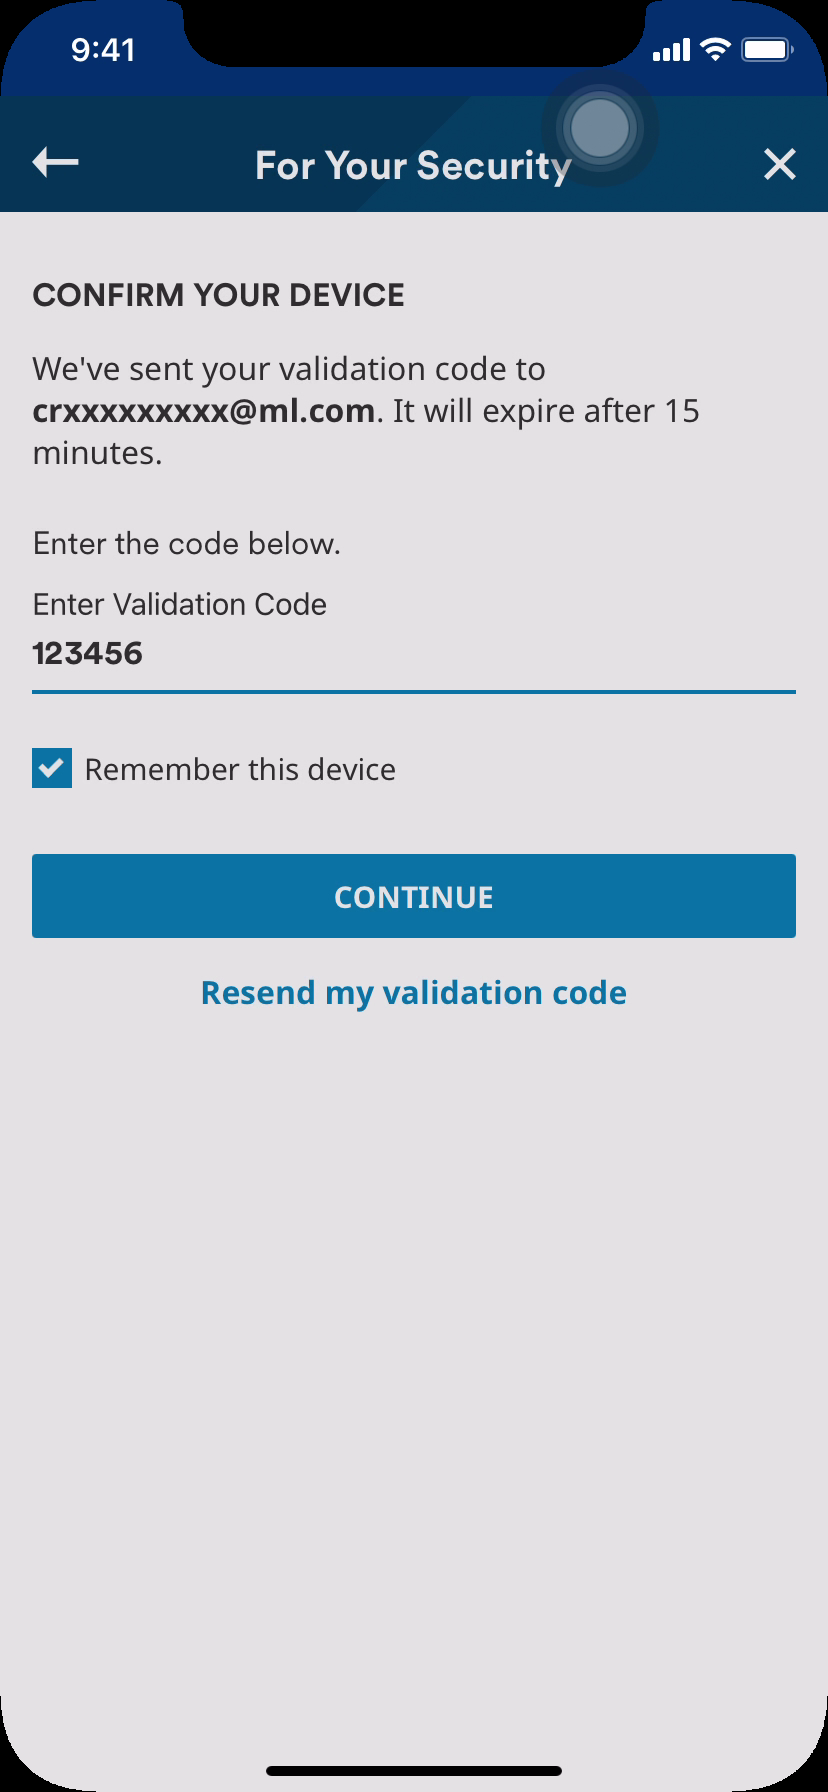 9:41
For Your Security
CONFIRM YOUR DEVICE
We've sent your validation code to
crxxxxxxxxx@ml.com. It will expire after 15
minutes.
Enter the code below.
Enter Validation Code
123456
Remember this device
CONTINUE
Resend my validation code